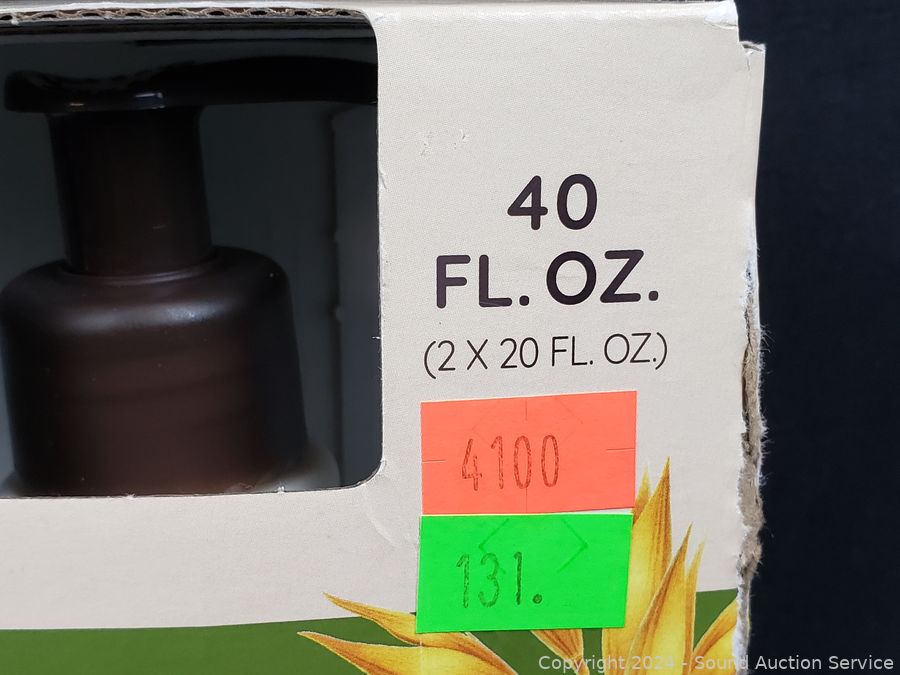 40
FL. OZ.
(2 X 20 FL. OZ.)
4100
131.
Copyright 2024 - Sound Auction Service